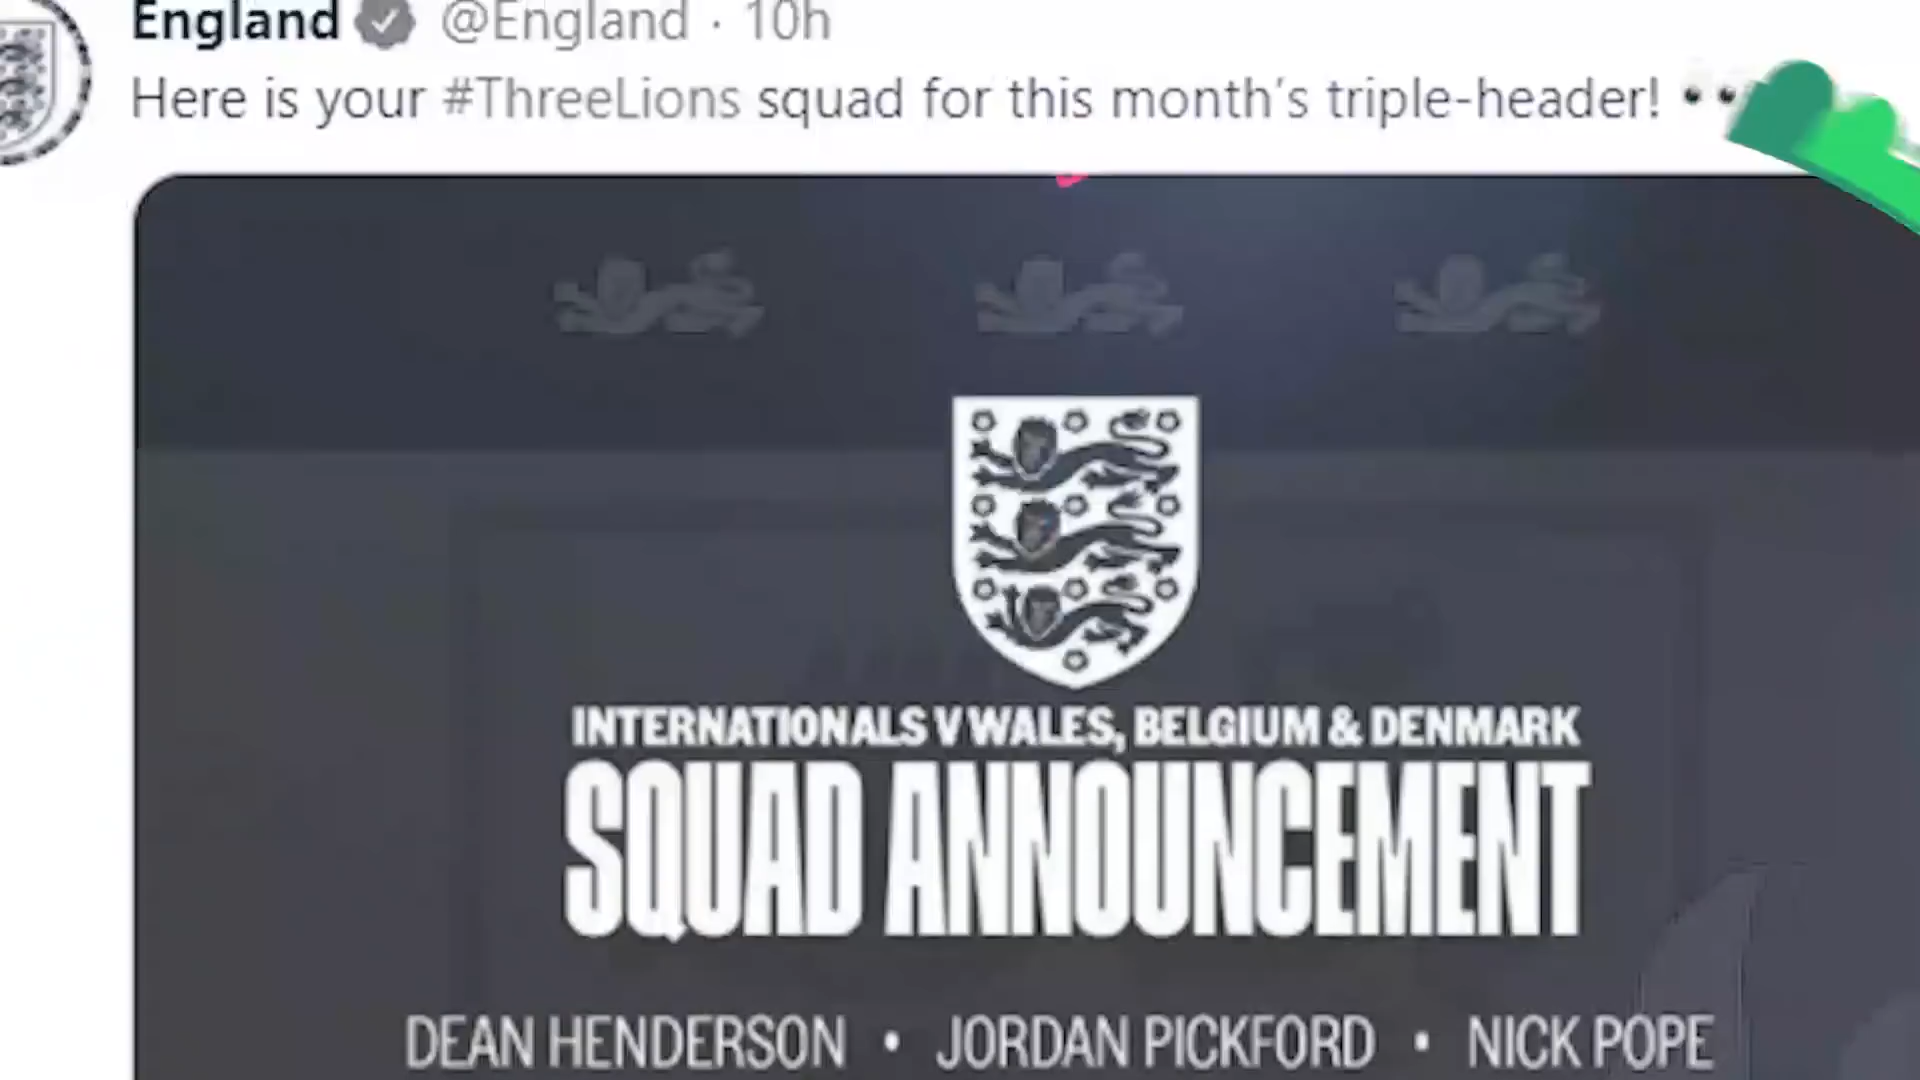 England @England · 10h
Here is your #ThreeLions squad for this month's triple-header! 👀
INTERNATIONALS V WALES, BELGIUM & DENMARK
SQUAD ANNOUNCEMENT
DEAN HENDERSON • JORDAN PICKFORD • NICK POPE